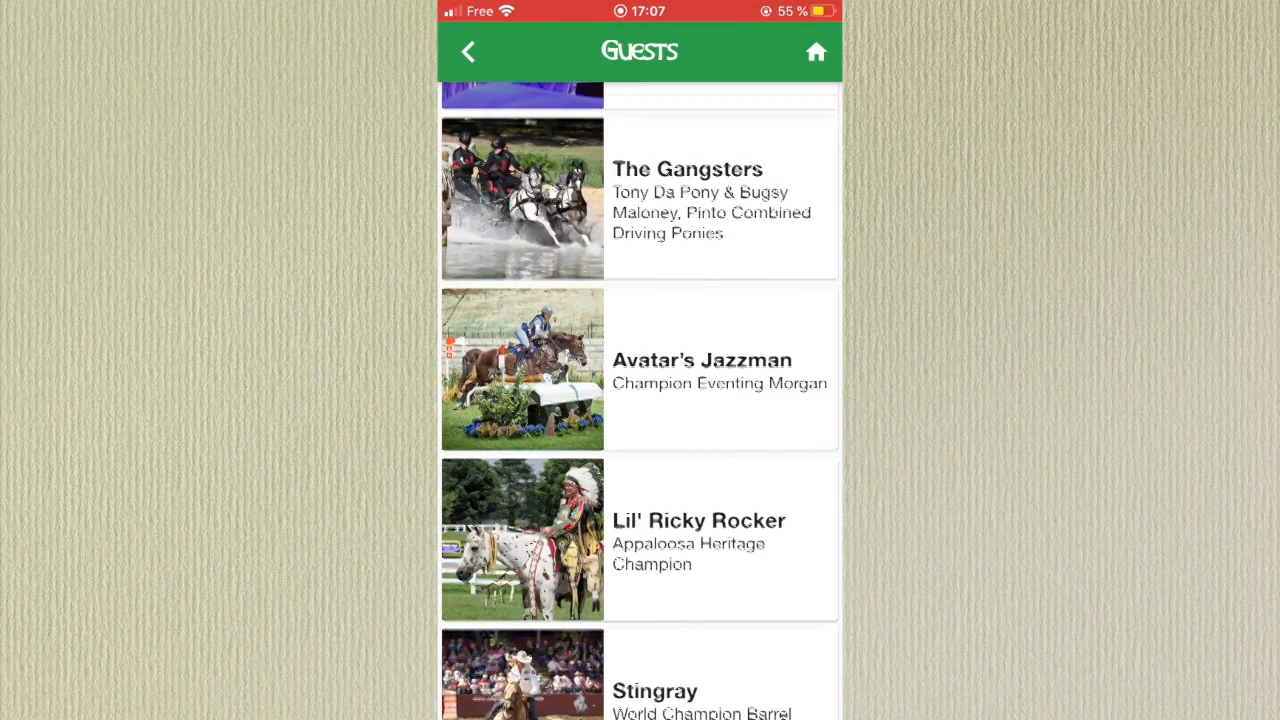 Free 17:07 55 %
Guests
The Gangsters
Tony Da Pony & Bugsy
Maloney, Pinto Combined
Driving Ponies
Avatar's Jazzman
Champion Eventing Morgan
Lil' Ricky Rocker
Appaloosa Heritage
Champion
Stingray
World Champion Barrel